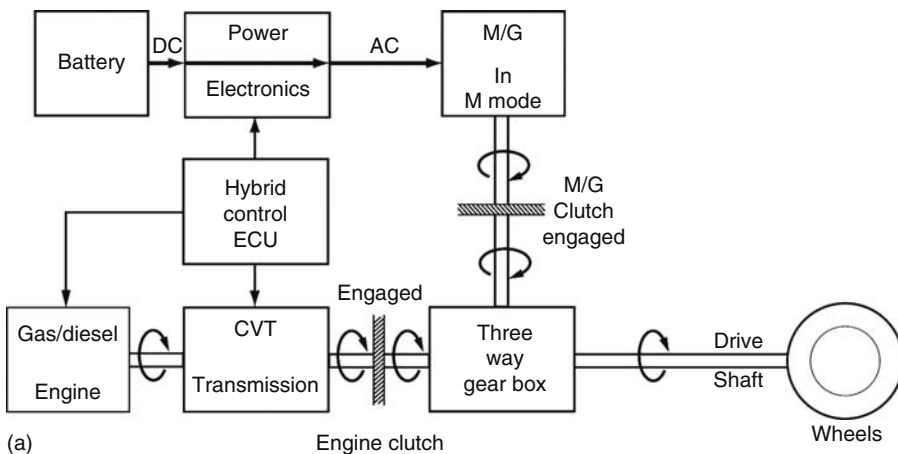 Battery
DC
Power
Electronics
AC
M/G
In
M mode
Hybrid
control
ECU
M/G
Clutch
engaged
Gas/diesel
Engine
CVT
Transmission
Engaged
Three
way
gear box
Drive
Shaft
Wheels
(a)
Engine clutch